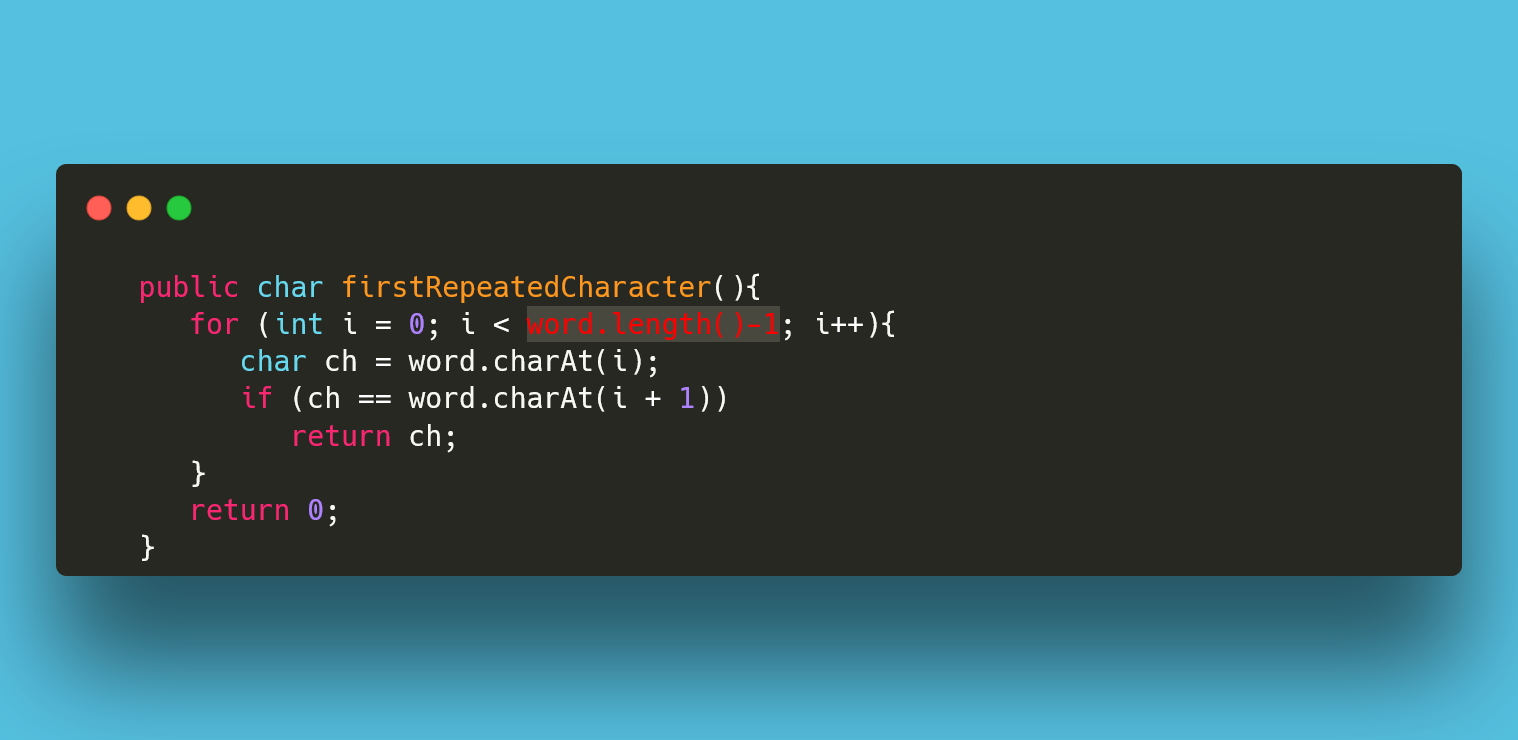 public char firstRepeatedCharacter(){
for (int i = 0; i < word.length()-1; i++){
char ch = word.charAt(i);
if (ch == word.charAt(i + 1))
return ch;
}
return 0;
}